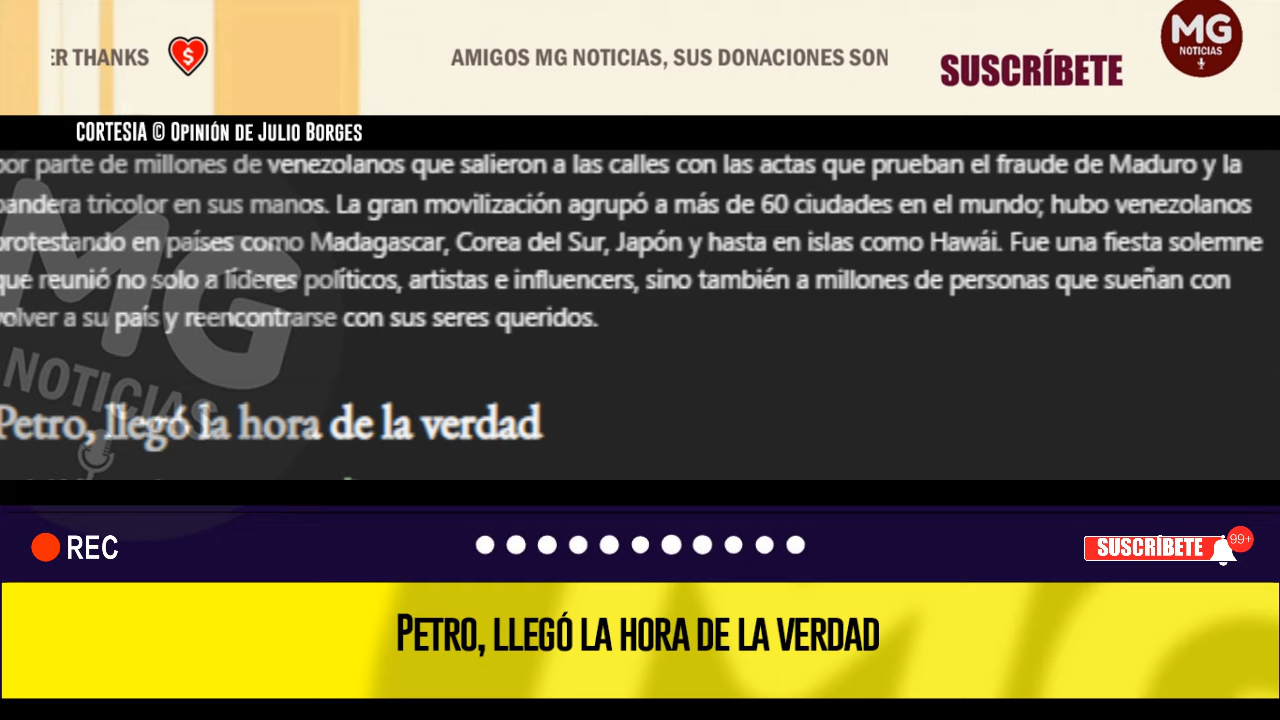 ER THANKS
AMIGOS MG NOTICIAS, SUS DONACIONES SON
SUSCRÍBETE
MG
NOTICIAS
CORTESIA © Opinión de Julio Borges
por parte de millones de venezolanos que salieron a las calles con las actas que prueban el fraude de Maduro y la
bandera tricolor en sus manos. La gran movilización agrupó a más de 60 ciudades en el mundo; hubo venezolanos
protestando en países como Madagascar, Corea del Sur, Japón y hasta en islas como Hawái. Fue una fiesta solemne
que reunió no solo a líderes políticos, artistas e influencers, sino también a millones de personas que sueñan con
volver a su país y reencontrarse con sus seres queridos.
MG
NOTICIAS
Petro, llegó la hora de la verdad
REC
SUSCRÍBETE
99+
Petro, llegó la hora de la verdad